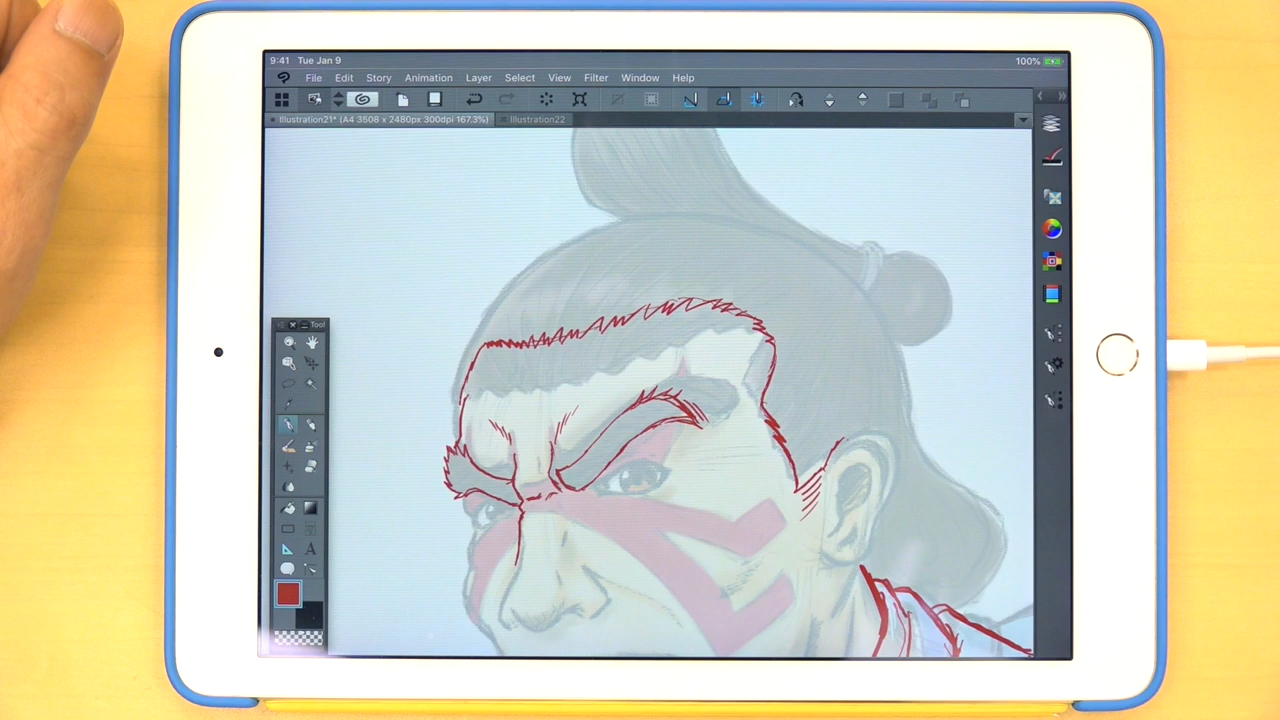 9:41 Tue Jan 9 100%
File Edit Story Animation Layer Select View Filter Window Help
Illustration21* (A4 3508 x 2480px 300dpi 167.3%) Illustration22
Tool
A